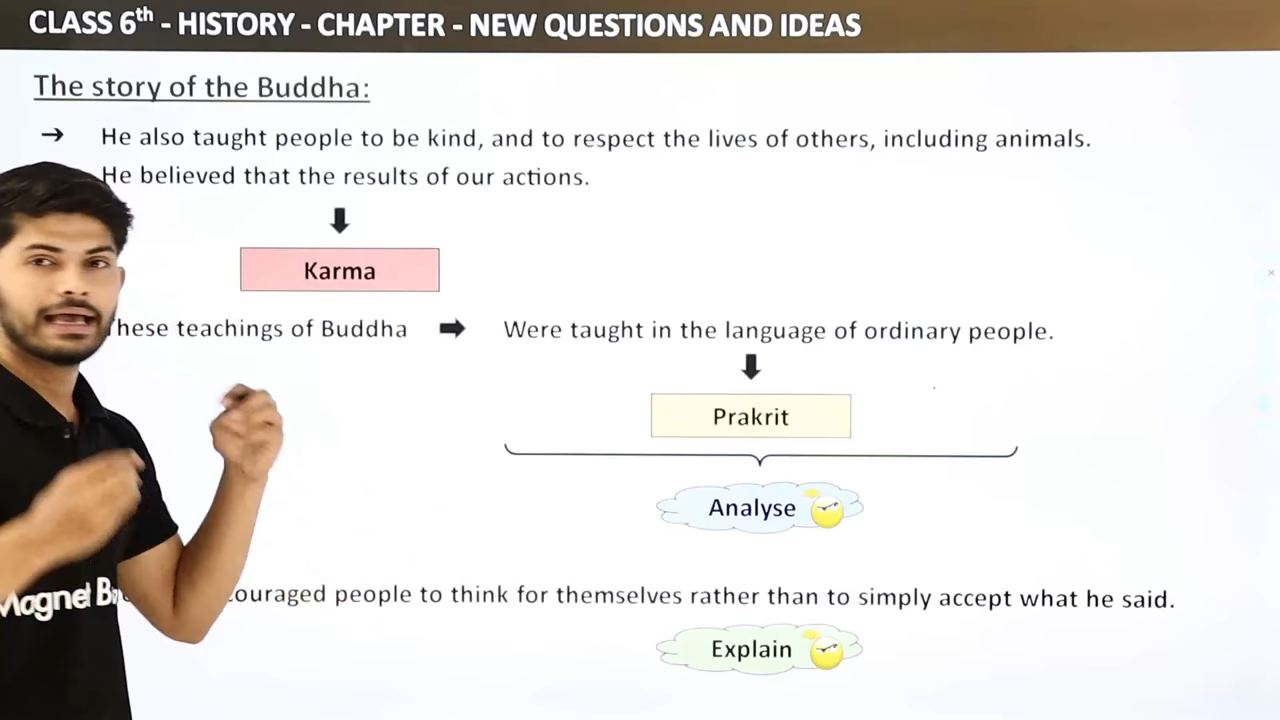 CLASS 6th - HISTORY - CHAPTER - NEW QUESTIONS AND IDEAS
The story of the Buddha:
→ He also taught people to be kind, and to respect the lives of others, including animals.
He believed that the results of our actions.
Karma
These teachings of Buddha → Were taught in the language of ordinary people.
Prakrit
Analyse
people to think for themselves rather than to simply accept what he said.
Explain
Magnet